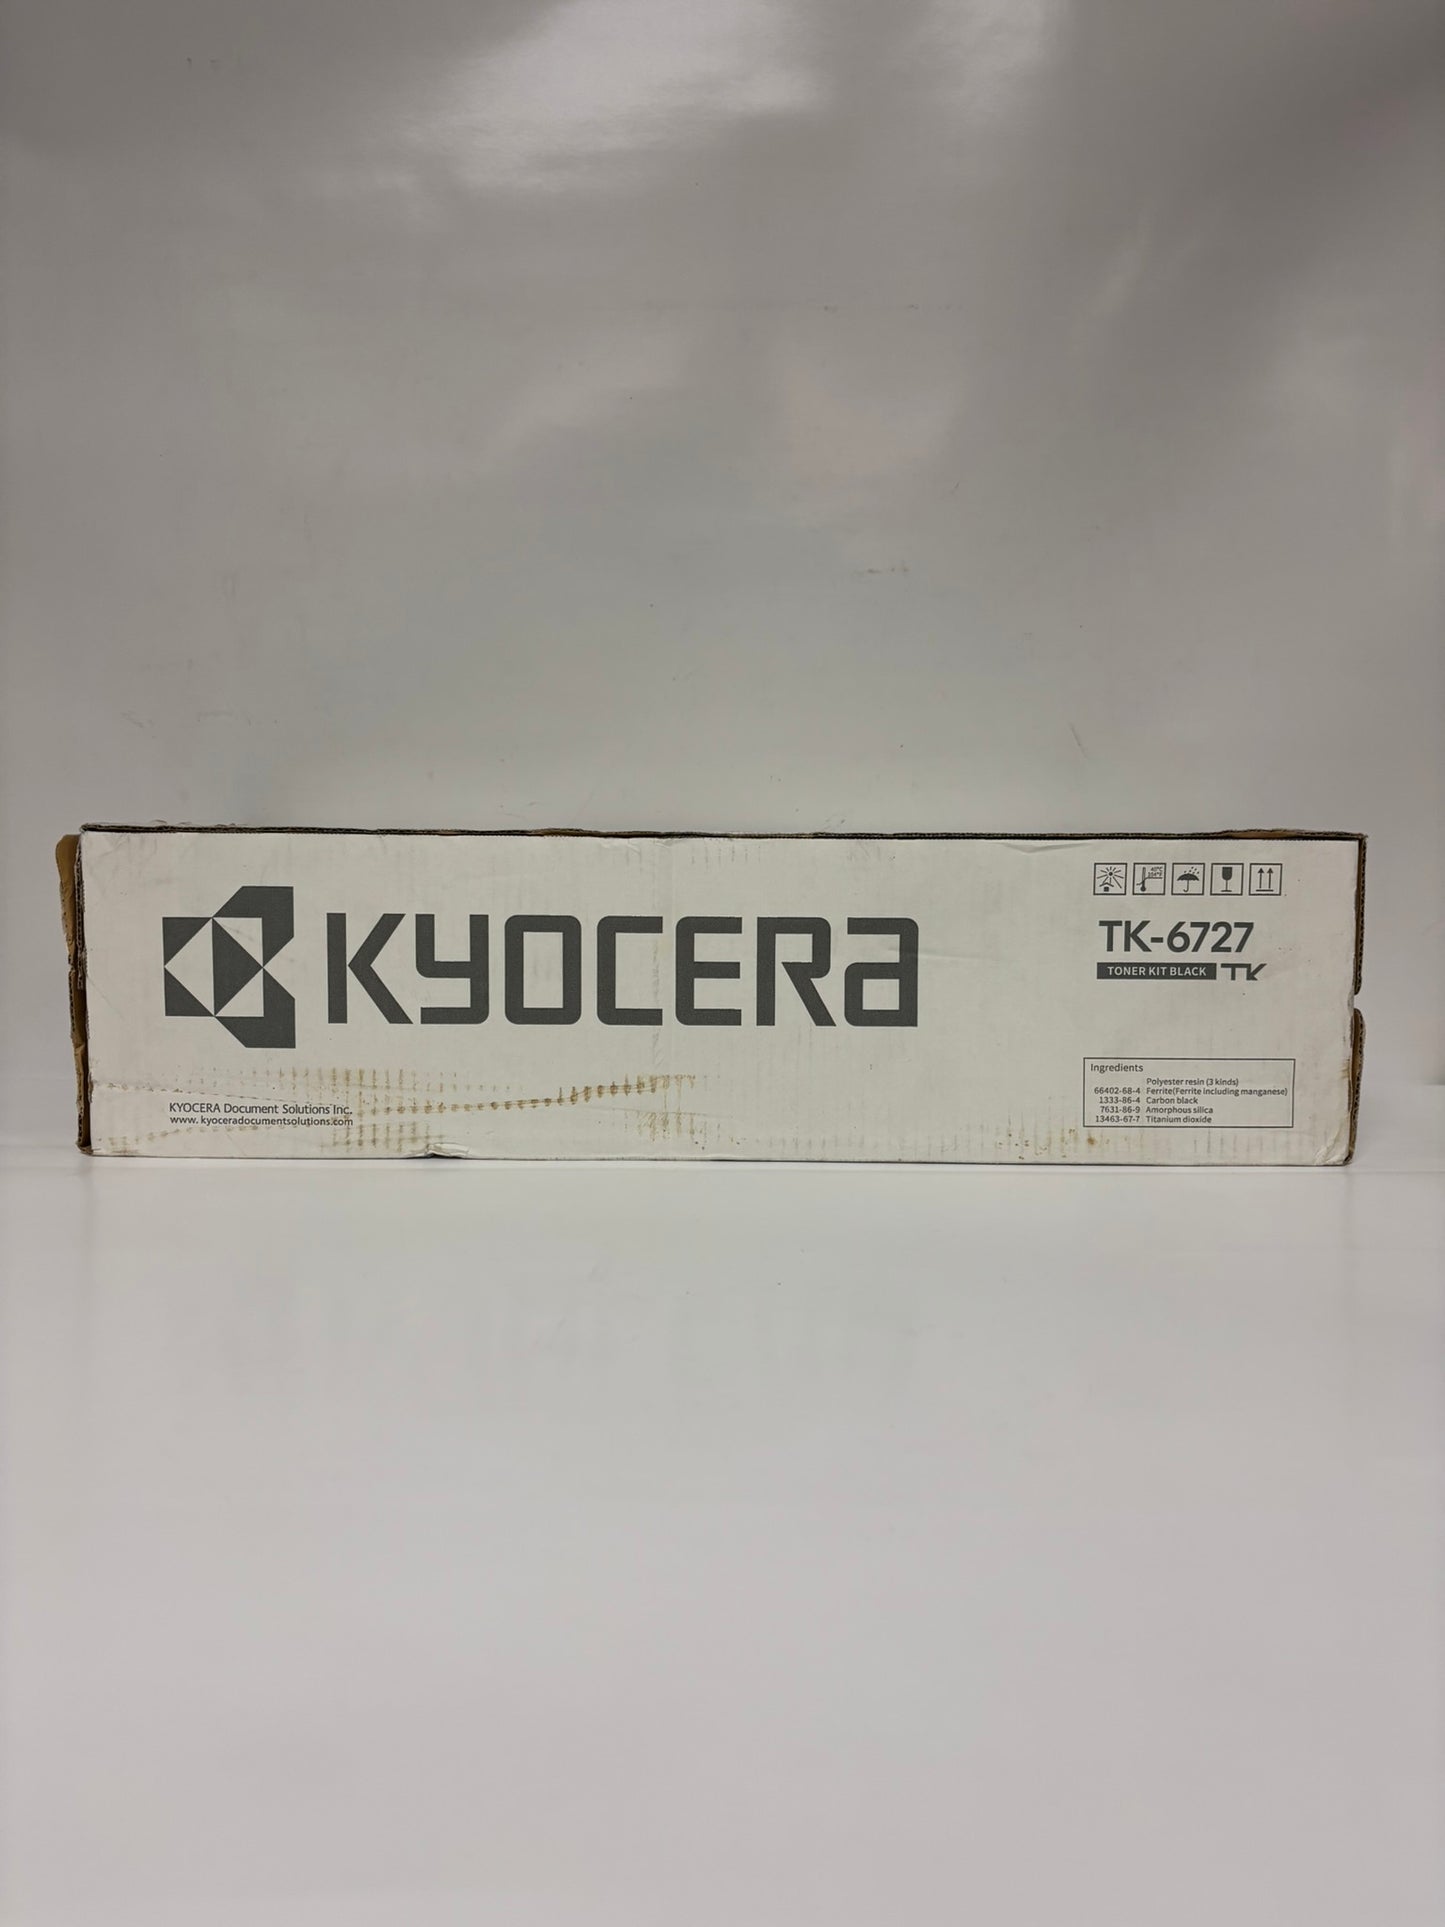 KYOCERA
40°C
104°F
TK-6727
TONER KIT BLACK TK
Ingredients
Polyester resin (3 kinds)
66402-68-4 Ferrite(Ferrite including manganese)
1333-86-4 Carbon black
7631-86-9 Amorphous silica
13463-67-7 Titanium dioxide
KYOCERA Document Solutions Inc.
www.kyoceradocumentsolutions.com